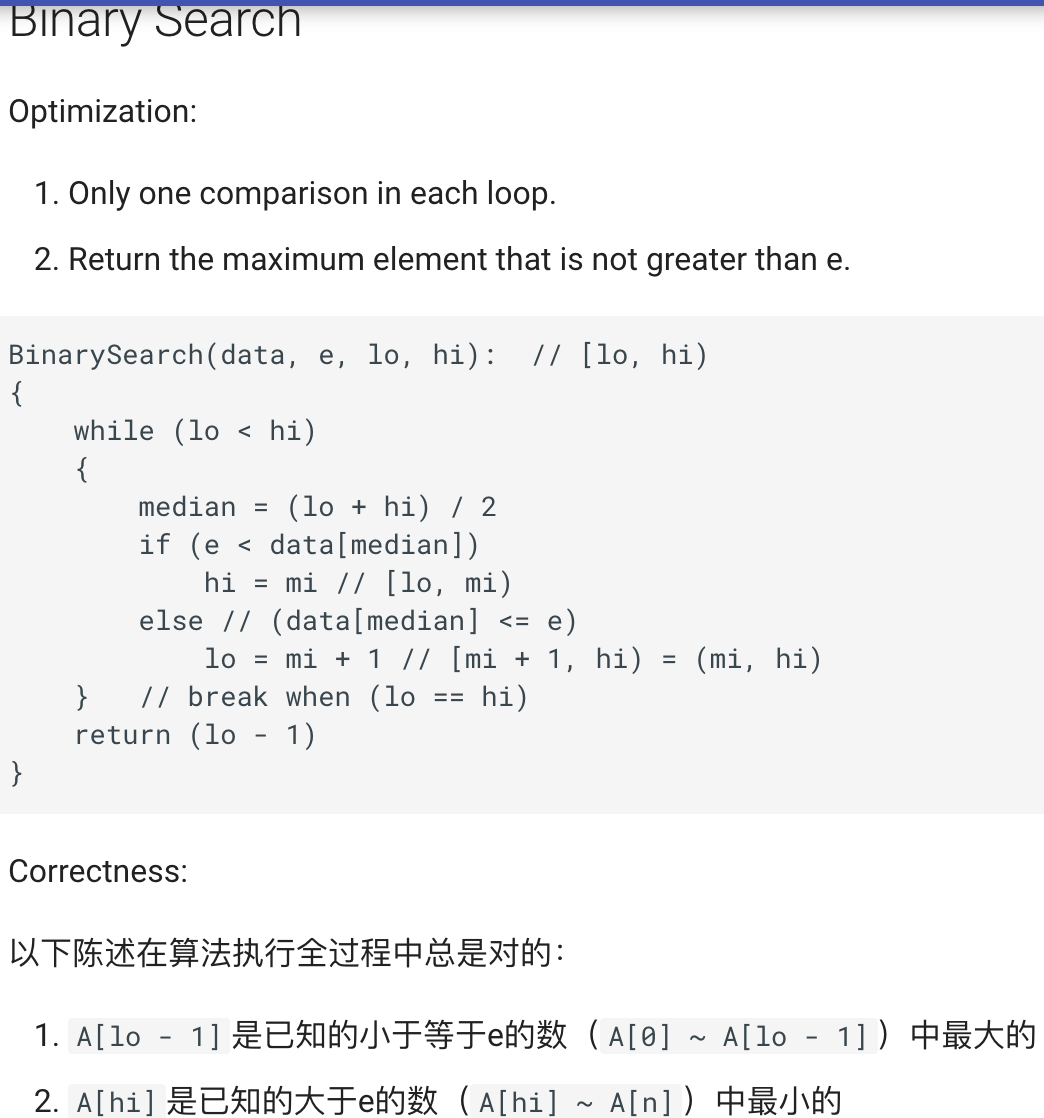 Binary Search
Optimization:
1. Only one comparison in each loop.
2. Return the maximum element that is not greater than e.
BinarySearch(data, e, lo, hi):  // [lo, hi)
{
    while (lo < hi)
    {
        median = (lo + hi) / 2
        if (e < data[median])
            hi = mi // [lo, mi)
        else // (data[median] <= e)
            lo = mi + 1 // [mi + 1, hi) = (mi, hi)
    }   // break when (lo == hi)
    return (lo - 1)
}
Correctness:
以下陈述在算法执行全过程中总是对的：
1. A[lo - 1]是已知的小于等于e的数（A[0] ~ A[lo - 1]）中最大的
2. A[hi]是已知的大于e的数（A[hi] ~ A[n]）中最小的